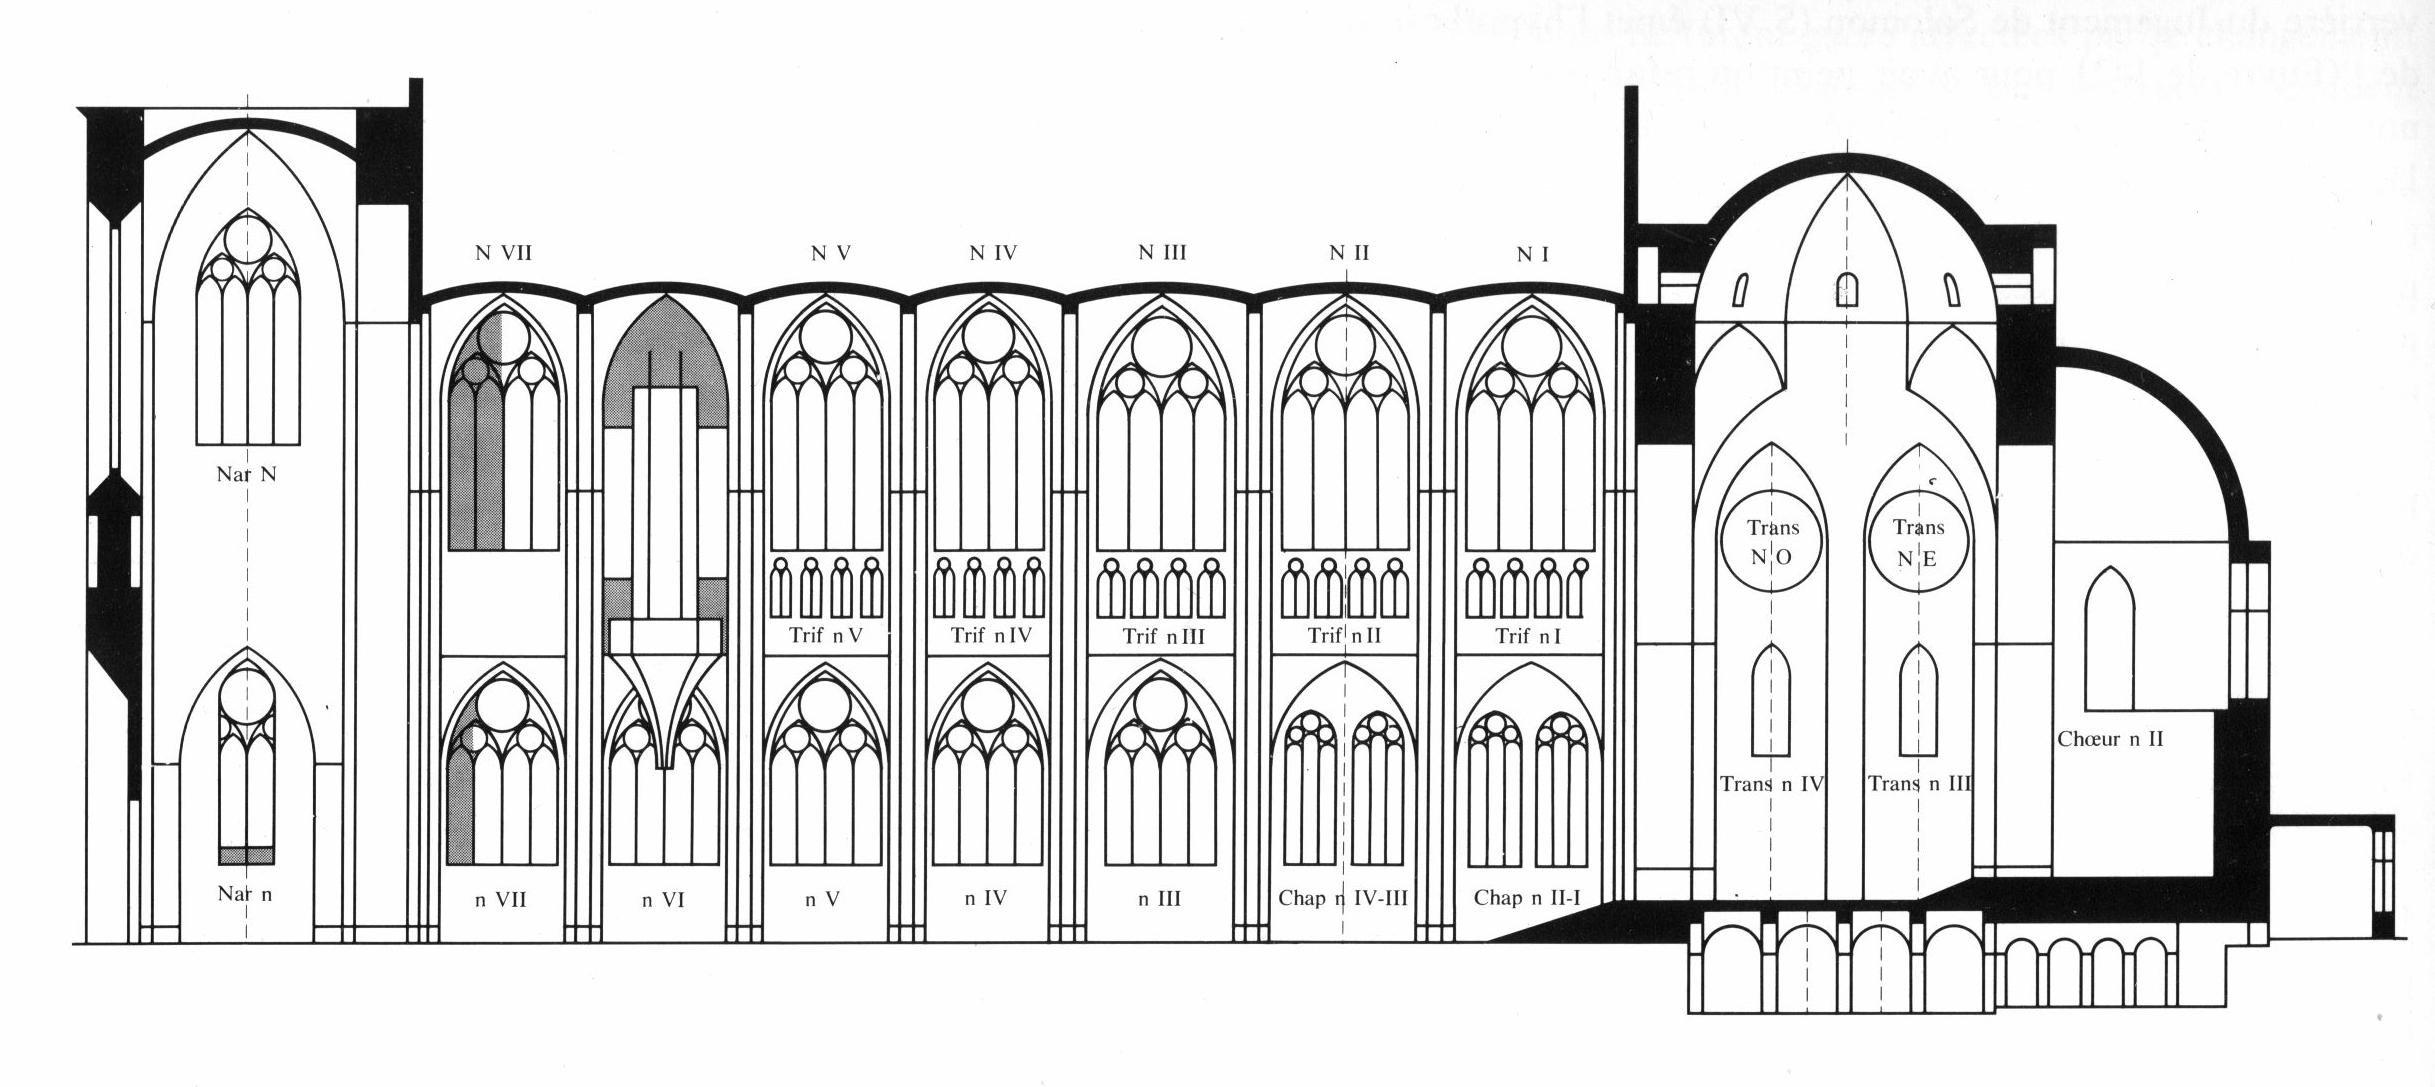 N VII
N V
N IV
N III
N II
N I
Nar N
Trans
N O
Trans
N E
Trif n V
Trif n IV
Trif n III
Trif n II
Trif n I
Chœur n II
Trans n IV
Trans n III
Nar n
n VII
n VI
n V
n IV
n III
Chap n IV-III
Chap n II-I